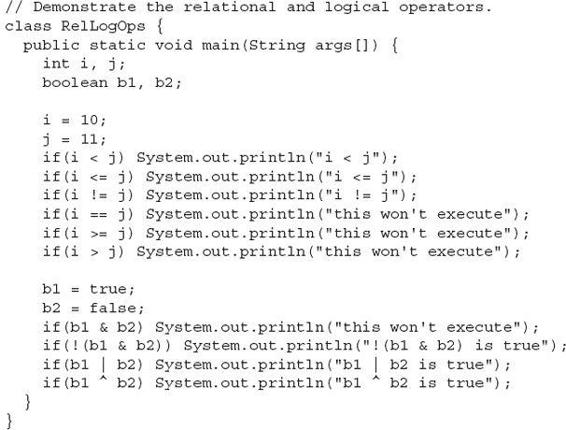 // Demonstrate the relational and logical operators.
class RelLogOps {
  public static void main(String args[]) {
    int i, j;
    boolean b1, b2;

    i = 10;
    j = 11;
    if(i < j) System.out.println("i < j");
    if(i <= j) System.out.println("i <= j");
    if(i != j) System.out.println("i != j");
    if(i == j) System.out.println("this won't execute");
    if(i >= j) System.out.println("this won't execute");
    if(i > j) System.out.println("this won't execute");

    b1 = true;
    b2 = false;
    if(b1 & b2) System.out.println("this won't execute");
    if(!(b1 & b2)) System.out.println("!(b1 & b2) is true");
    if(b1 | b2) System.out.println("b1 | b2 is true");
    if(b1 ^ b2) System.out.println("b1 ^ b2 is true");
  }
}